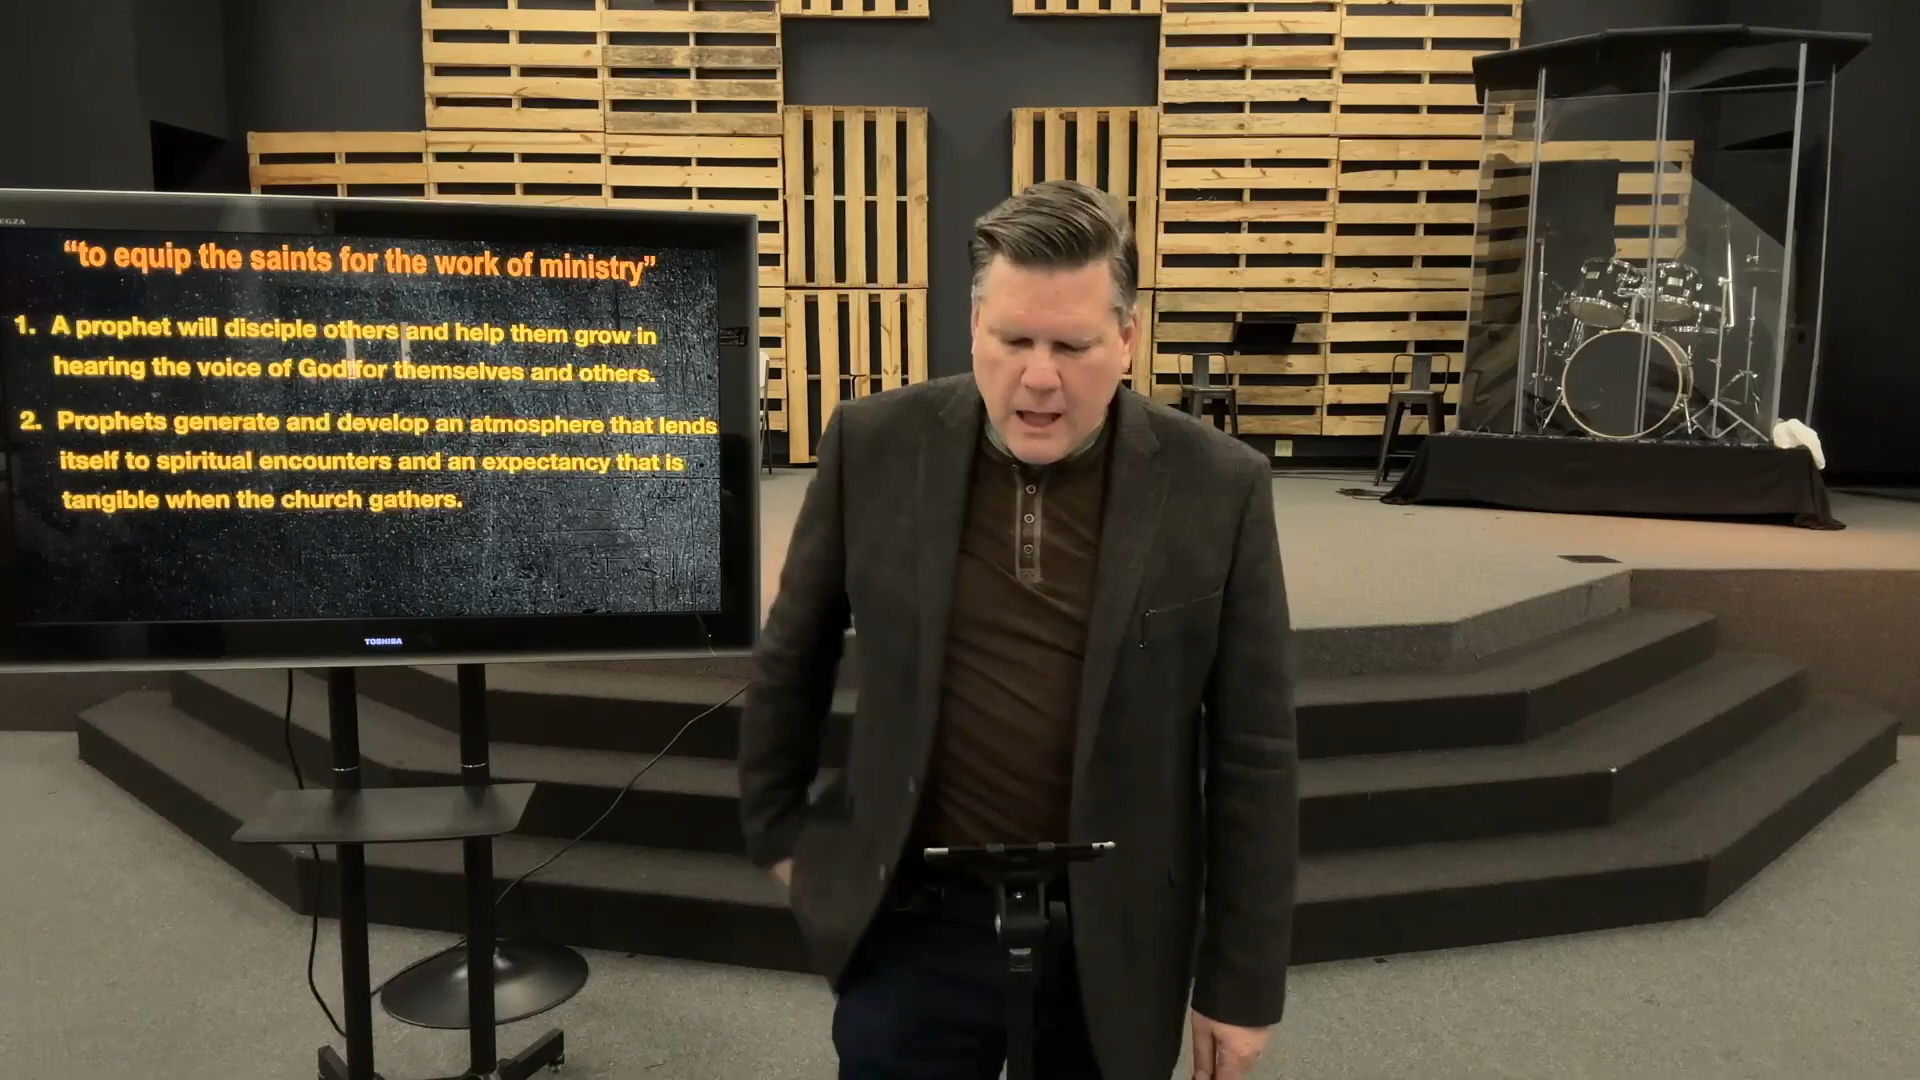 EGZA
“to equip the saints for the work of ministry”
1. A prophet will disciple others and help them grow in
hearing the voice of God for themselves and others.
2. Prophets generate and develop an atmosphere that lends
itself to spiritual encounters and an expectancy that is
tangible when the church gathers.
TOSHIBA